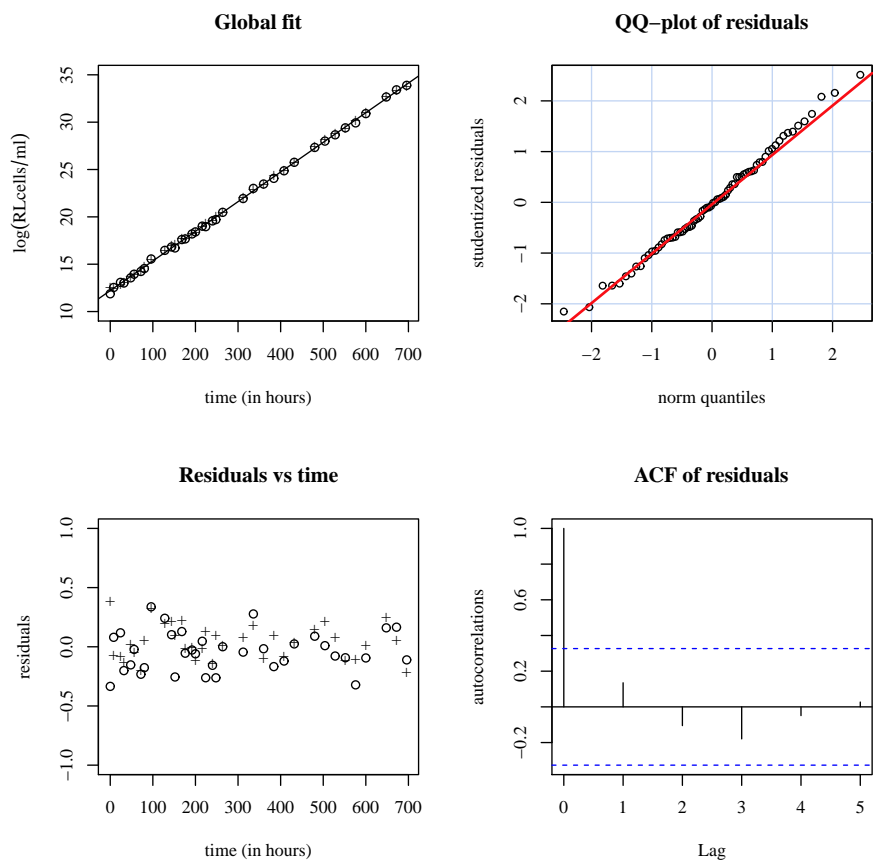 Global fit
log(RLcells/ml)
35
30
25
20
15
10
0 100 200 300 400 500 600 700
time (in hours)
QQ−plot of residuals
studentized residuals
2
1
0
−1
−2
−2 −1 0 1 2
norm quantiles
Residuals vs time
residuals
1.0
0.5
0.0
−0.5
−1.0
0 100 200 300 400 500 600 700
time (in hours)
ACF of residuals
autocorrelations
1.0
0.6
0.2
−0.2
0 1 2 3 4 5
Lag